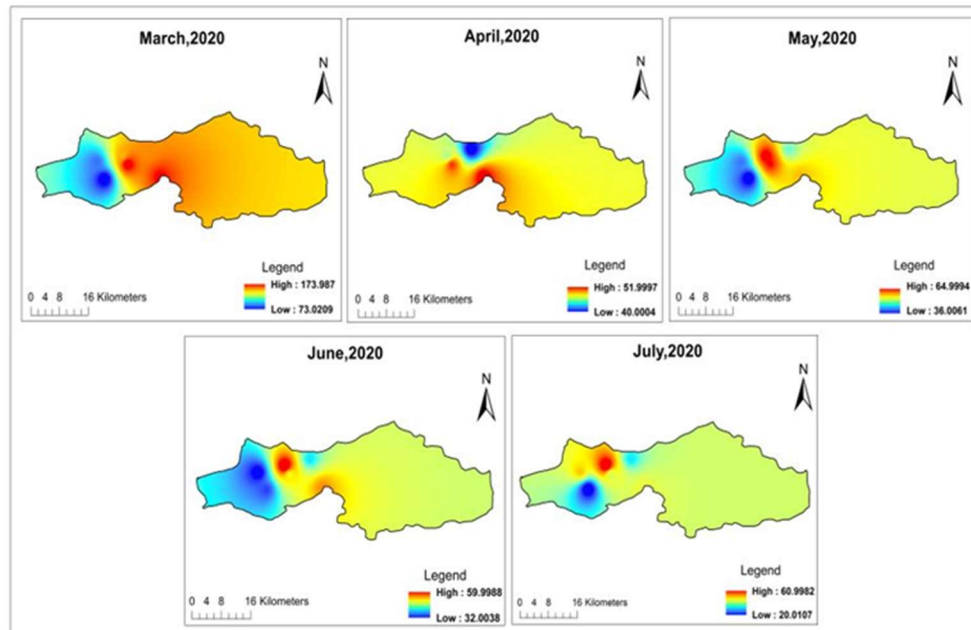 March,2020
N
Legend
High : 173.987
Low : 73.0209
0 4 8 16 Kilometers
April,2020
N
Legend
High : 51.9997
Low : 40.0004
0 4 8 16 Kilometers
May,2020
N
Legend
High : 64.9994
Low : 36.0061
0 4 8 16 Kilometers
June,2020
N
Legend
High : 59.9988
Low : 32.0038
0 4 8 16 Kilometers
July,2020
N
Legend
High : 60.9982
Low : 20.0107
0 4 8 16 Kilometers